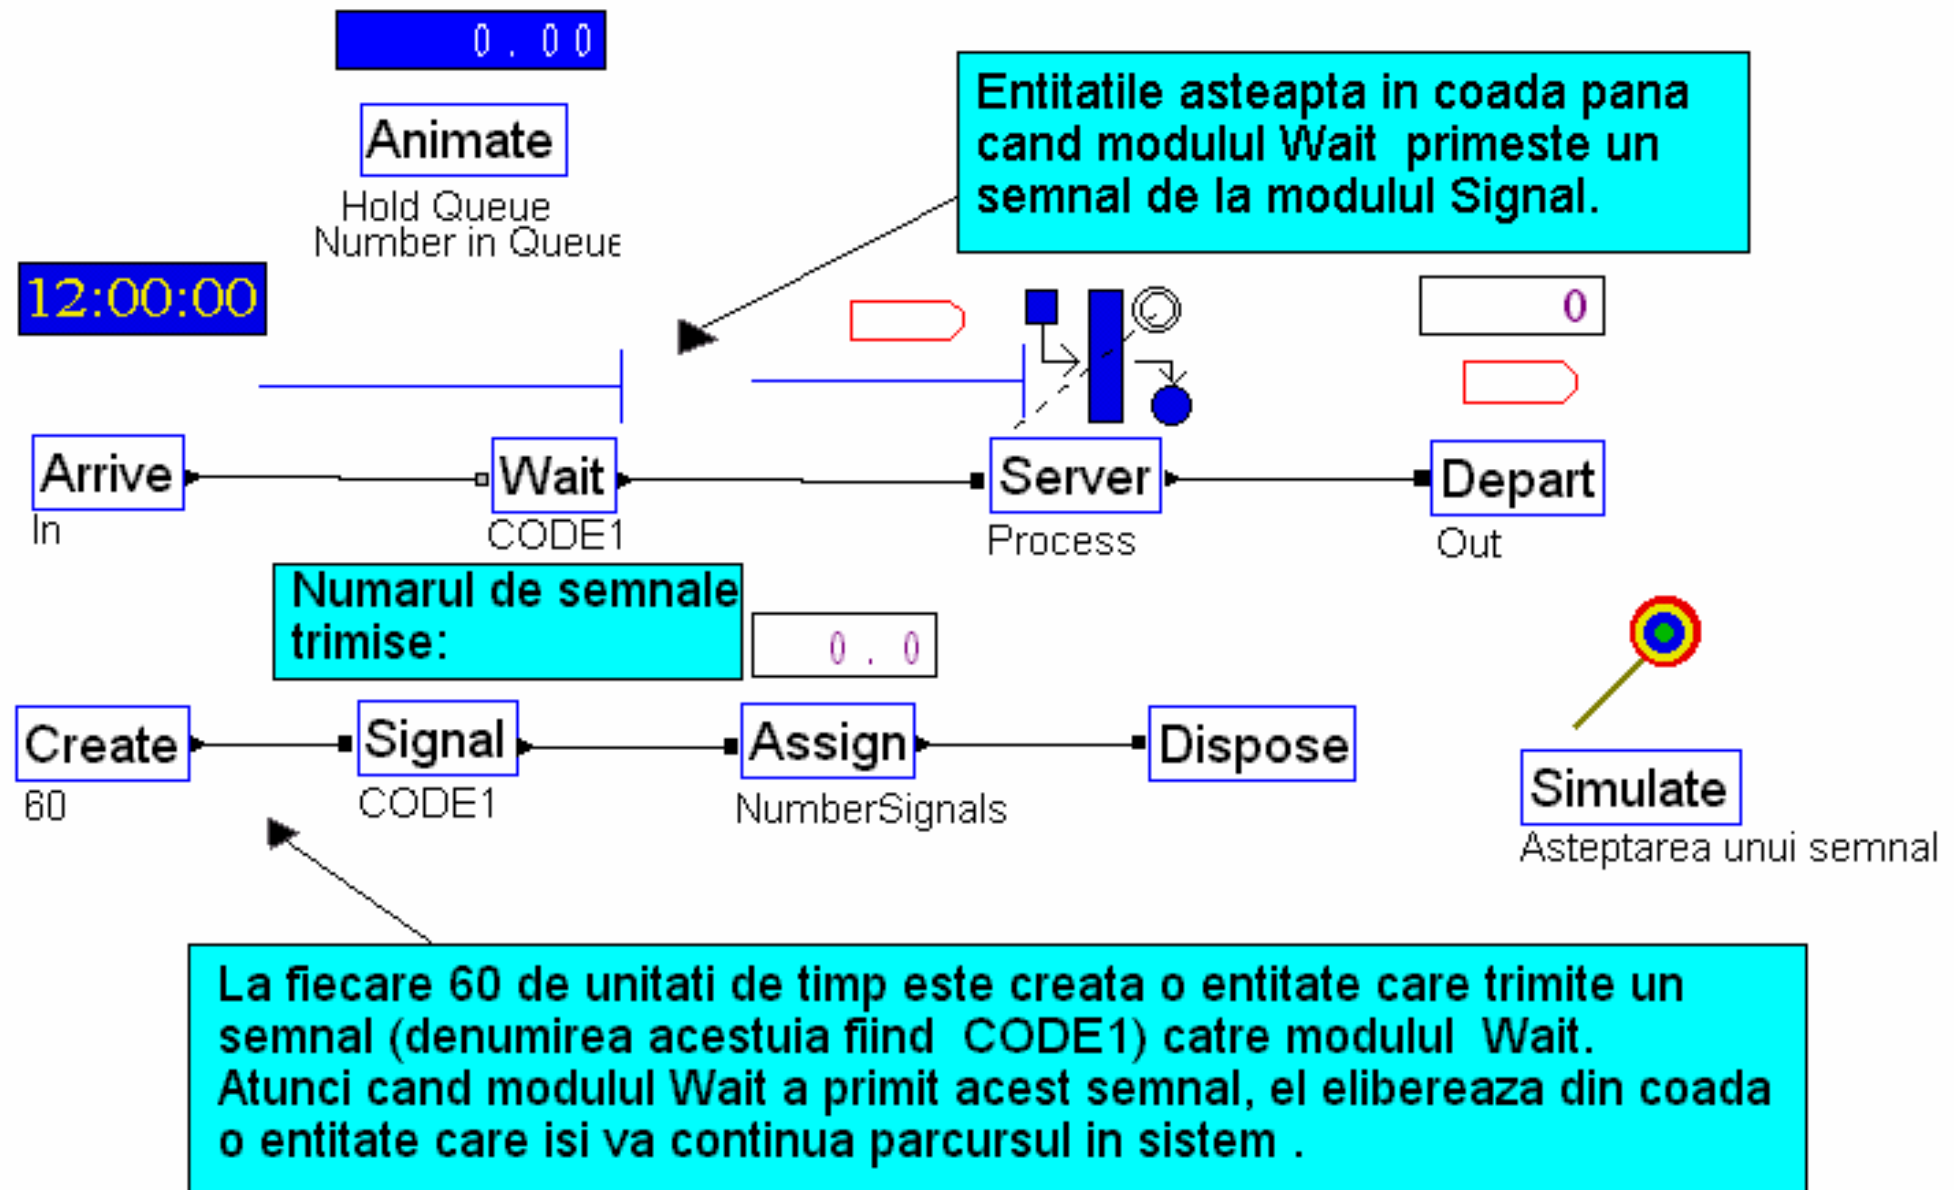 0.00
Animate
Hold Queue
Number in Queue
Entitatile asteapta in coada pana
cand modulul Wait primeste un
semnal de la modulul Signal.
12:00:00
0
Arrive
In
Wait
CODE1
Server
Process
Depart
Out
Numarul de semnale
trimise:
0.0
Create
60
Signal
CODE1
Assign
NumberSignals
Dispose
Simulate
Asteptarea unui semnal
La fiecare 60 de unitati de timp este creata o entitate care trimite un
semnal (denumirea acestuia fiind CODE1) catre modulul Wait.
Atunci cand modulul Wait a primit acest semnal, el elibereaza din coada
o entitate care isi va continua parcursul in sistem .